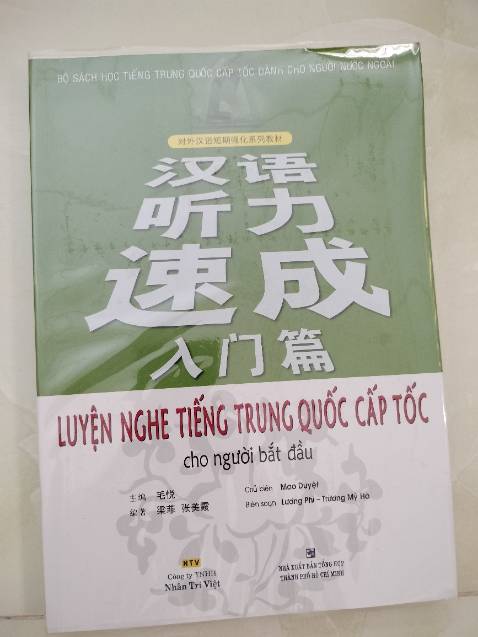 BỘ SÁCH HỌC TIẾNG TRUNG QUỐC CẤP TỐC DÀNH CHO NGƯỜI NƯỚC NGOÀI
对外汉语短期强化系列教材
汉语
听力
速成
入门篇
LUYỆN NGHE TIẾNG TRUNG QUỐC CẤP TỐC
cho người bắt đầu
主编 毛悦
编著 梁菲 张美霞
Chủ biên Mao Duyệt
Biên soạn Lương Phi – Trương Mỹ Hà
NTV
Công ty TNHH
Nhân Trí Việt
NHÀ XUẤT BẢN TỔNG HỢP
THÀNH PHỐ HỒ CHÍ MINH